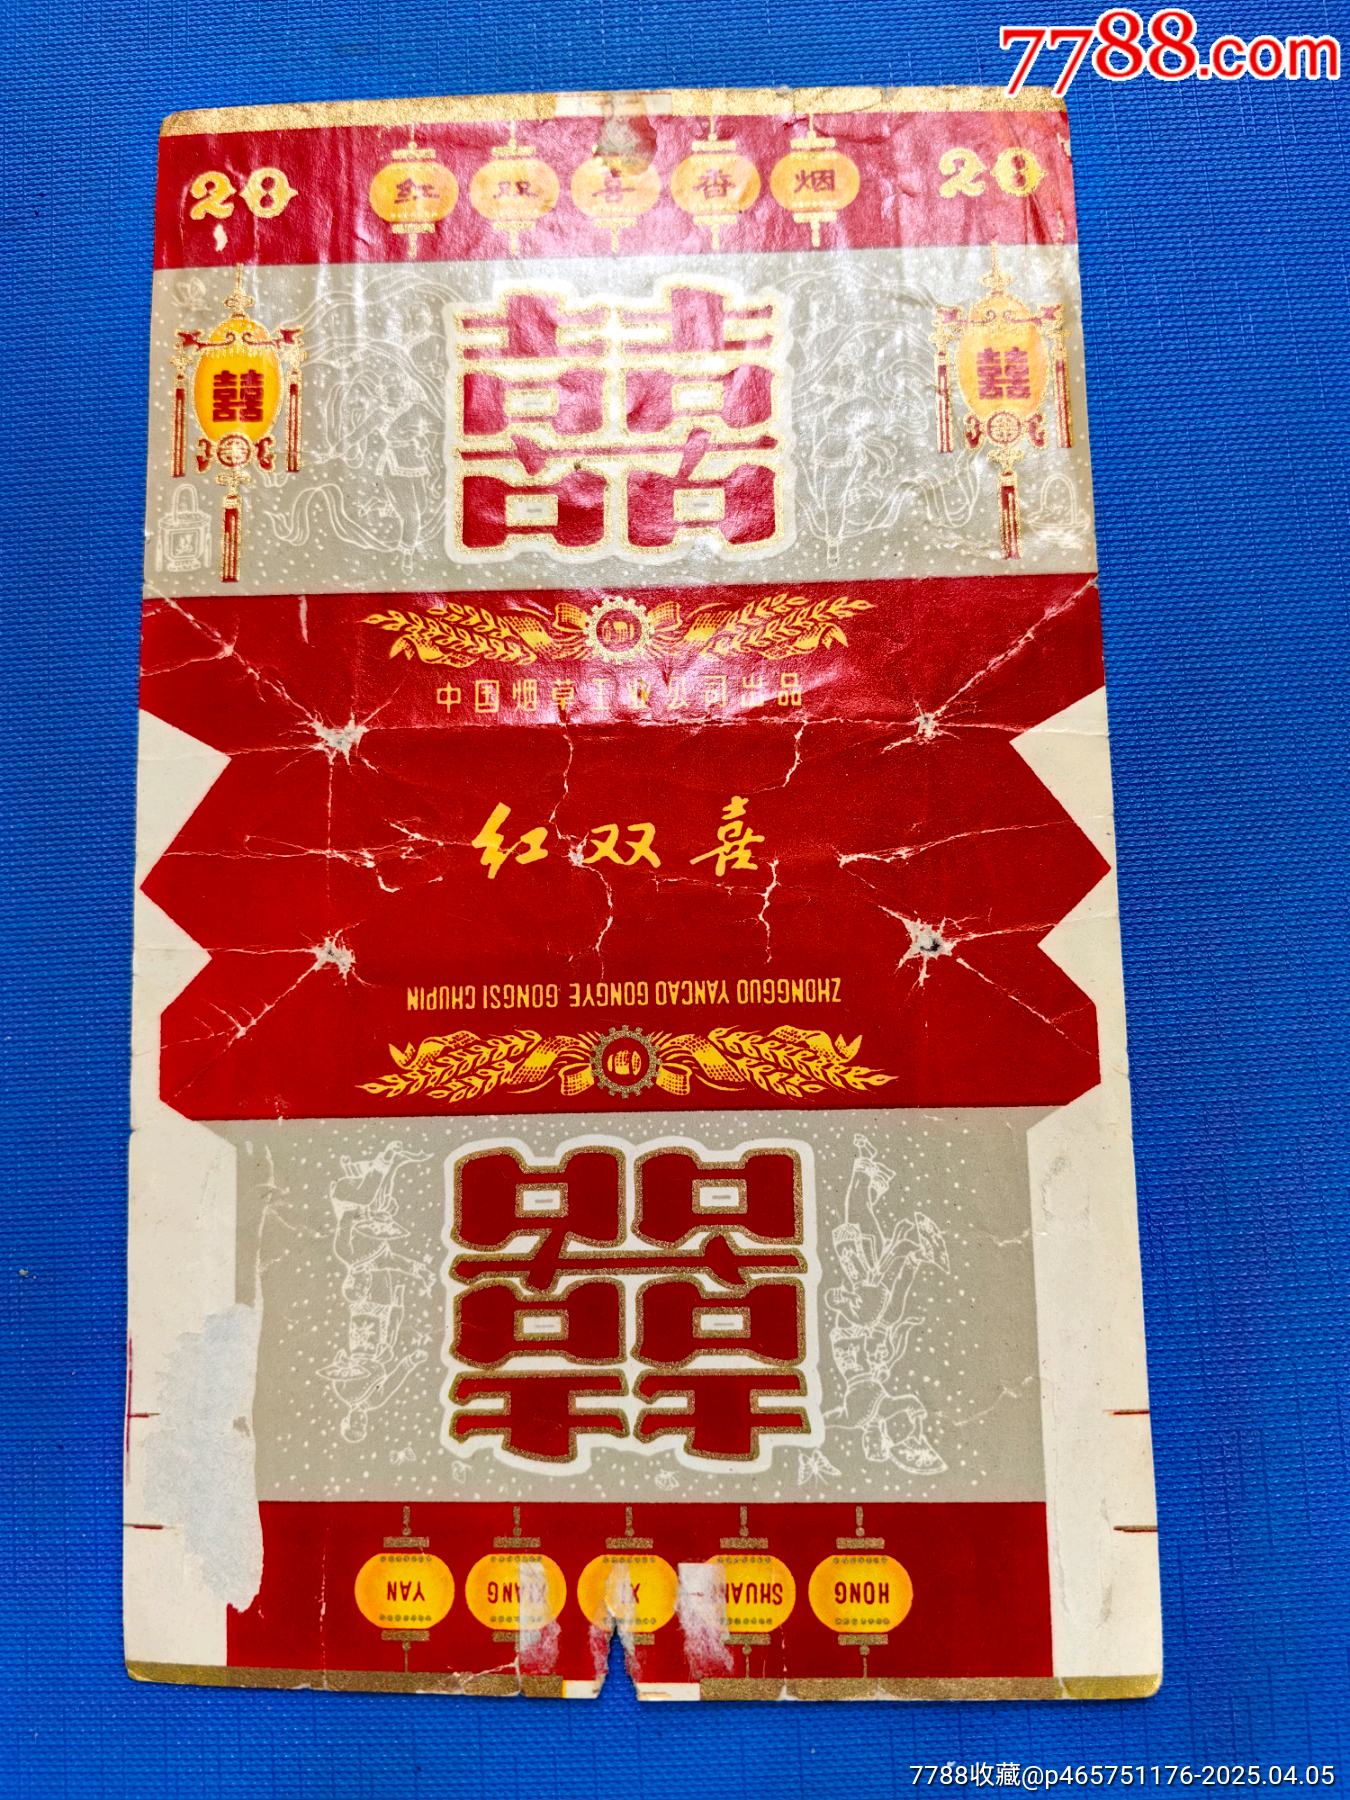 7788.com
20 红双喜香烟 20
囍
囍 囍
中国烟草工业公司出品
红双喜
ZHONGGUO YANCAO GONGYE GONGSI CHUPIN
囍
HONG SHUANG XI XIANG YAN
7788收藏@p465751176-2025.04.05